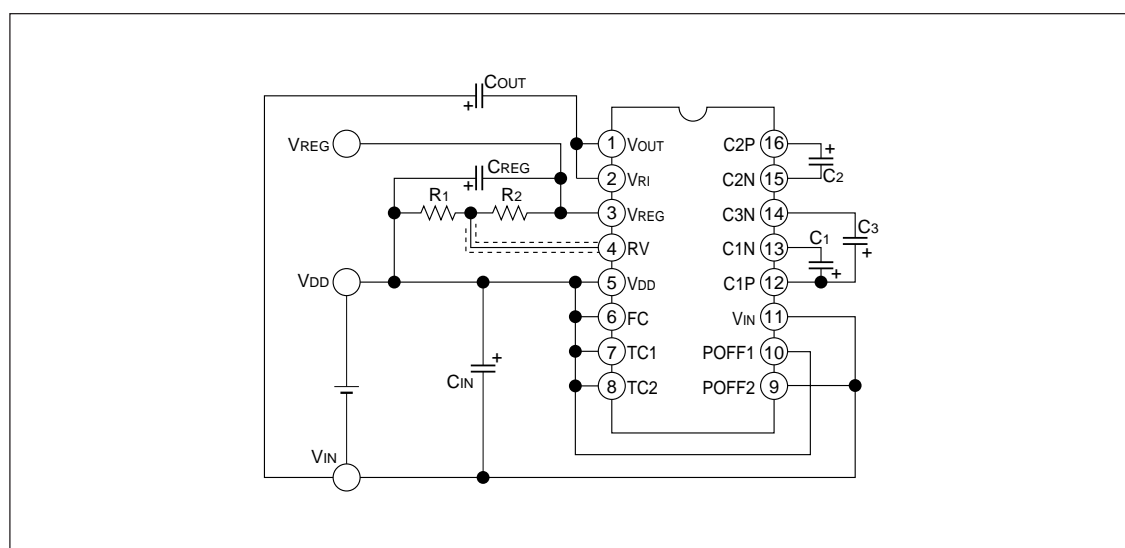 COUT
+
VREG
CREG
+
R1 R2
VDD
CIN
+
VIN
1 VOUT
2 VRI
3 VREG
4 RV
5 VDD
6 FC
7 TC1
8 TC2
C2P 16
C2N 15
C3N 14
C1N 13
C1P 12
VIN 11
POFF1 10
POFF2 9
+
C2
C1
+
C3
+